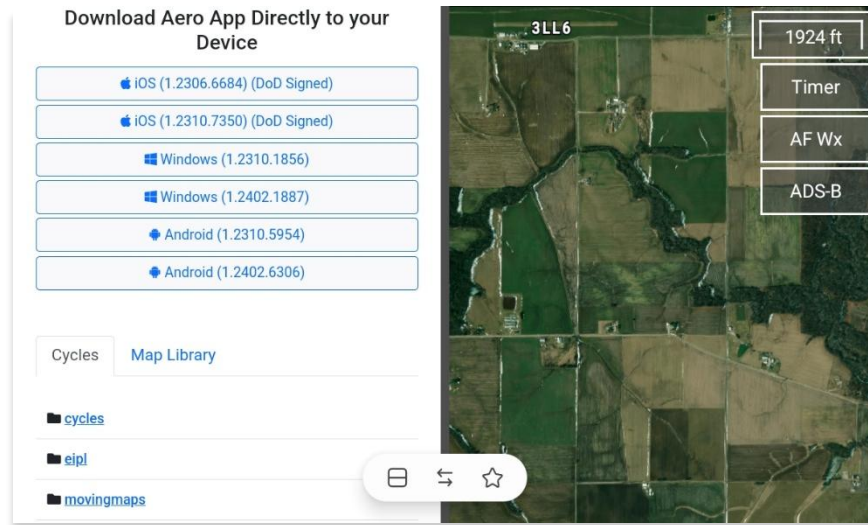 Download Aero App Directly to your
Device
iOS (1.2306.6684) (DoD Signed)
iOS (1.2310.7350) (DoD Signed)
Windows (1.2310.1856)
Windows (1.2402.1887)
Android (1.2310.5954)
Android (1.2402.6306)
Cycles
Map Library
cycles
eipl
movingmaps
3LL6
1924 ft
Timer
AF Wx
ADS-B